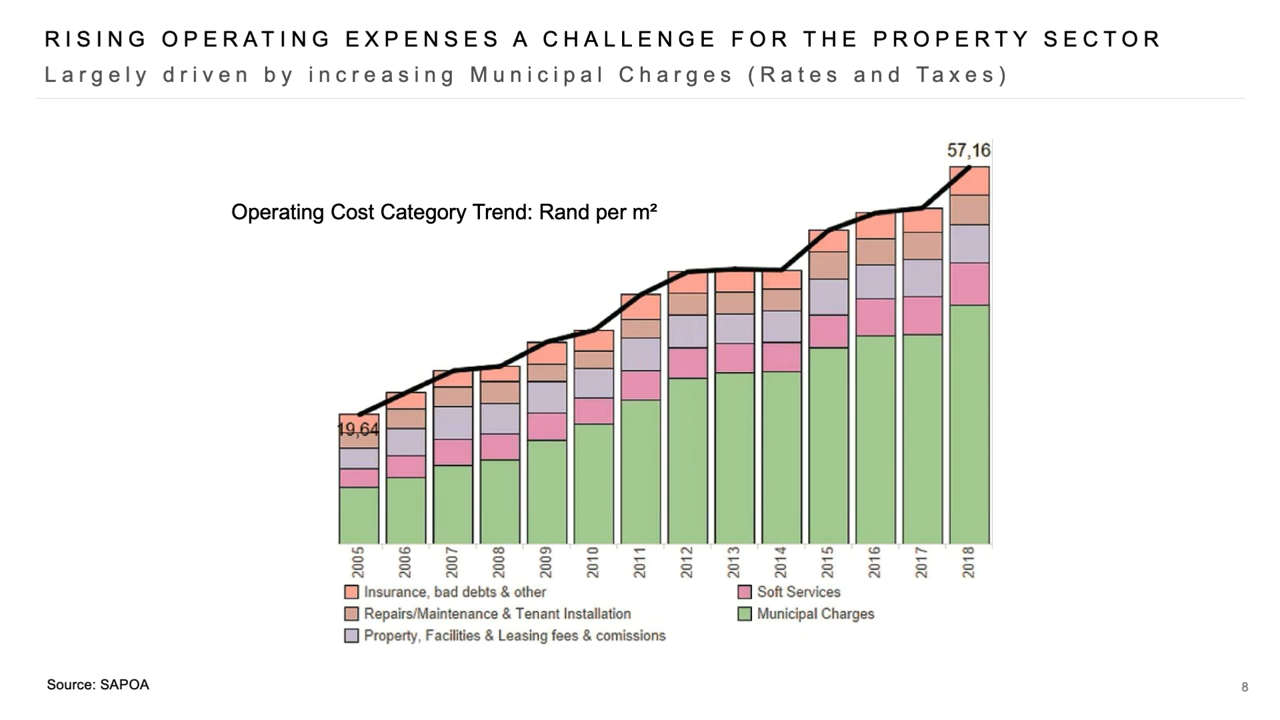 RISING OPERATING EXPENSES A CHALLENGE FOR THE PROPERTY SECTOR
Largely driven by increasing Municipal Charges (Rates and Taxes)
57,16
Operating Cost Category Trend: Rand per m²
19,64
2005 2006 2007 2008 2009 2010 2011 2012 2013 2014 2015 2016 2017 2018
Insurance, bad debts & other
Soft Services
Repairs/Maintenance & Tenant Installation
Municipal Charges
Property, Facilities & Leasing fees & comissions
Source: SAPOA
8